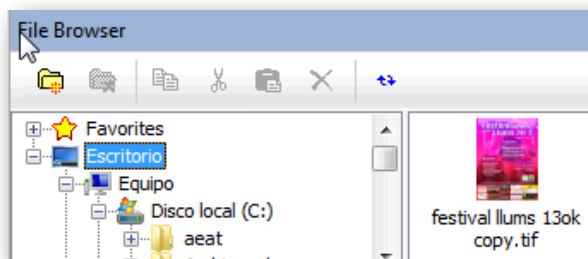 File Browser
Favorites
Escritorio
Equipo
Disco local (C:)
aeat
festival llums 13ok
copy.tif